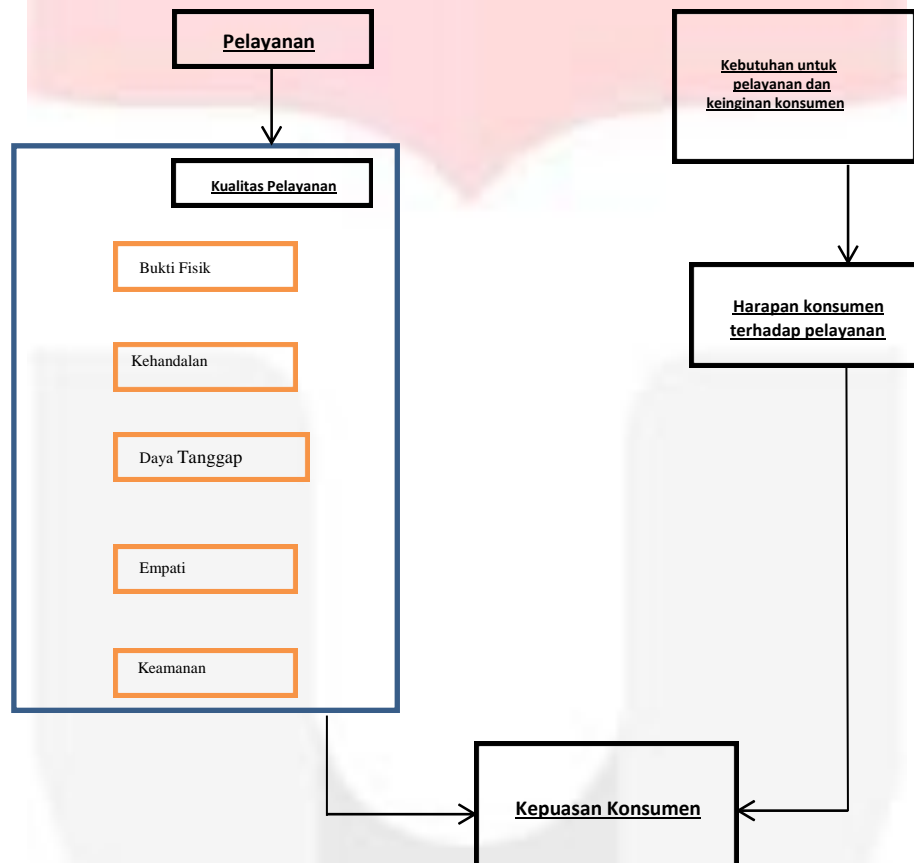 Pelayanan
Kebutuhan untuk
pelayanan dan
keinginan konsumen
Kualitas Pelayanan
Bukti Fisik
Harapan konsumen
terhadap pelayanan
Kehandalan
Daya Tanggap
Empati
Keamanan
Kepuasan Konsumen